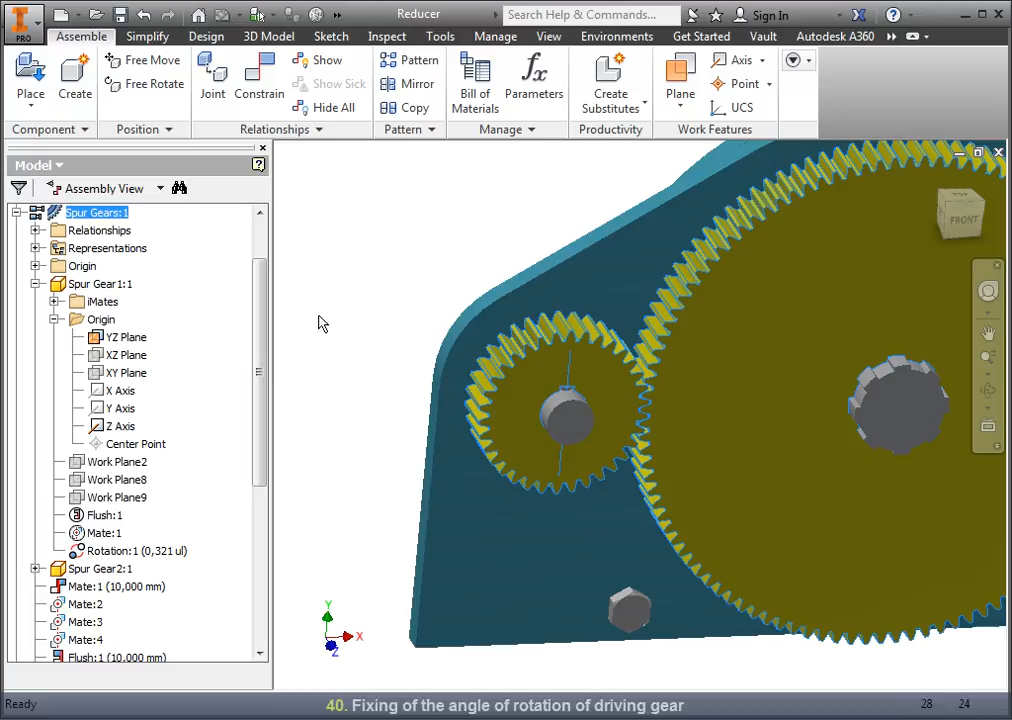 PRO
Reducer
Search Help & Commands...
Sign In
Assemble Simplify Design 3D Model Sketch Inspect Tools Manage View Environments Get Started Vault Autodesk A360
Place Create Free Move Free Rotate Joint Constrain Show Show Sick Hide All Pattern Mirror Copy Bill of Materials fx Parameters Create Substitutes Plane Axis Point UCS
Component Position Relationships Pattern Manage Productivity Work Features
Model
Assembly View
Spur Gears:1
Relationships
Representations
Origin
Spur Gear1:1
iMates
Origin
YZ Plane
XZ Plane
XY Plane
X Axis
Y Axis
Z Axis
Center Point
Work Plane2
Work Plane8
Work Plane9
Flush:1
Mate:1
Rotation:1 (0,321 ul)
Spur Gear2:1
Mate:1 (10,000 mm)
Mate:2
Mate:3
Mate:4
Flush:1 (10,000 mm)
FRONT
Y
X
Z
Ready
40. Fixing of the angle of rotation of driving gear
28 24